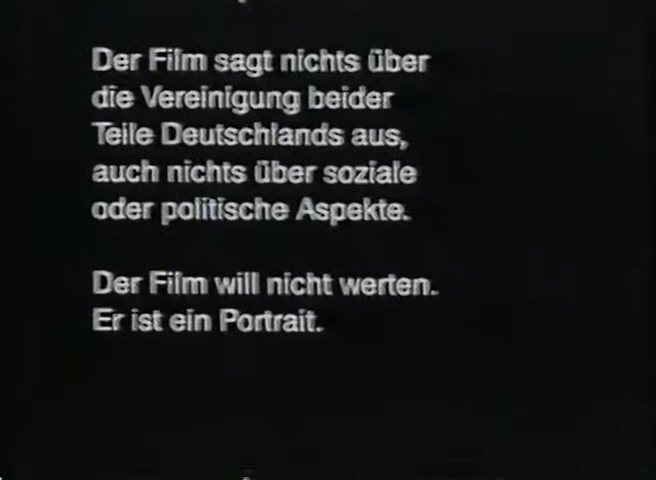 Der Film sagt nichts über
die Vereinigung beider
Teile Deutschlands aus,
auch nichts über soziale
oder politische Aspekte.
Der Film will nicht werten.
Er ist ein Portrait.